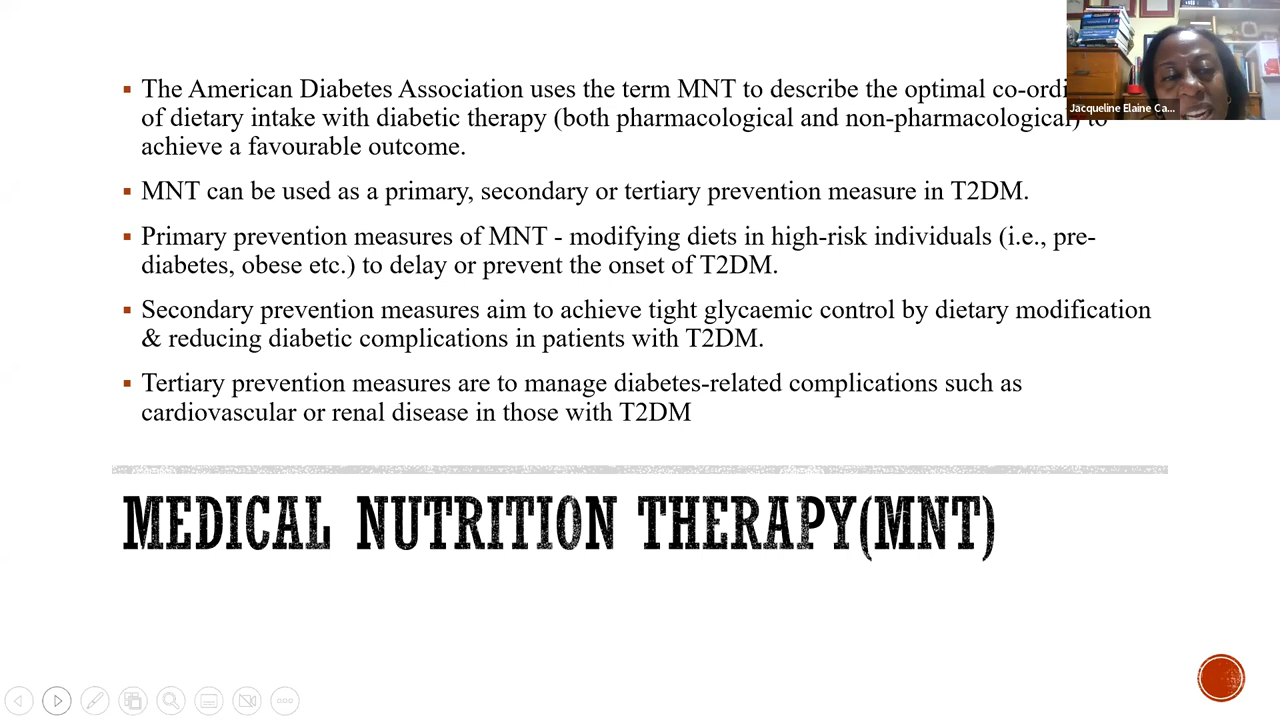 The American Diabetes Association uses the term MNT to describe the optimal
of dietary intake with diabetic therapy (both pharmacological and non-pharmacological) to
achieve a favourable outcome.
MNT can be used as a primary, secondary or tertiary prevention measure in T2DM.
Primary prevention measures of MNT - modifying diets in high-risk individuals (i.e., pre-
diabetes, obese etc.) to delay or prevent the onset of T2DM.
Secondary prevention measures aim to achieve tight glycaemic control by dietary modification
& reducing diabetic complications in patients with T2DM.
Tertiary prevention measures are to manage diabetes-related complications such as
cardiovascular or renal disease in those with T2DM
MEDICAL NUTRITION THERAPY(MNT)
Jacqueline Elaine Ca...